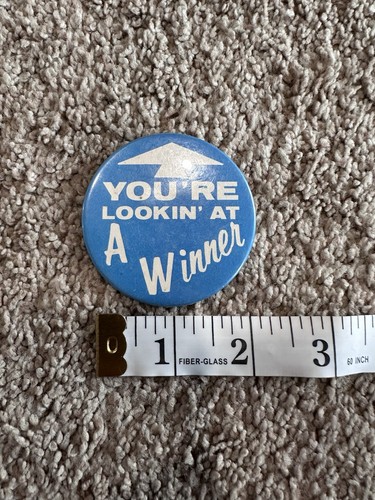 YOU'RE
LOOKIN' AT
A
Winner
1 FIBER-GLASS 2 3 60 INCH